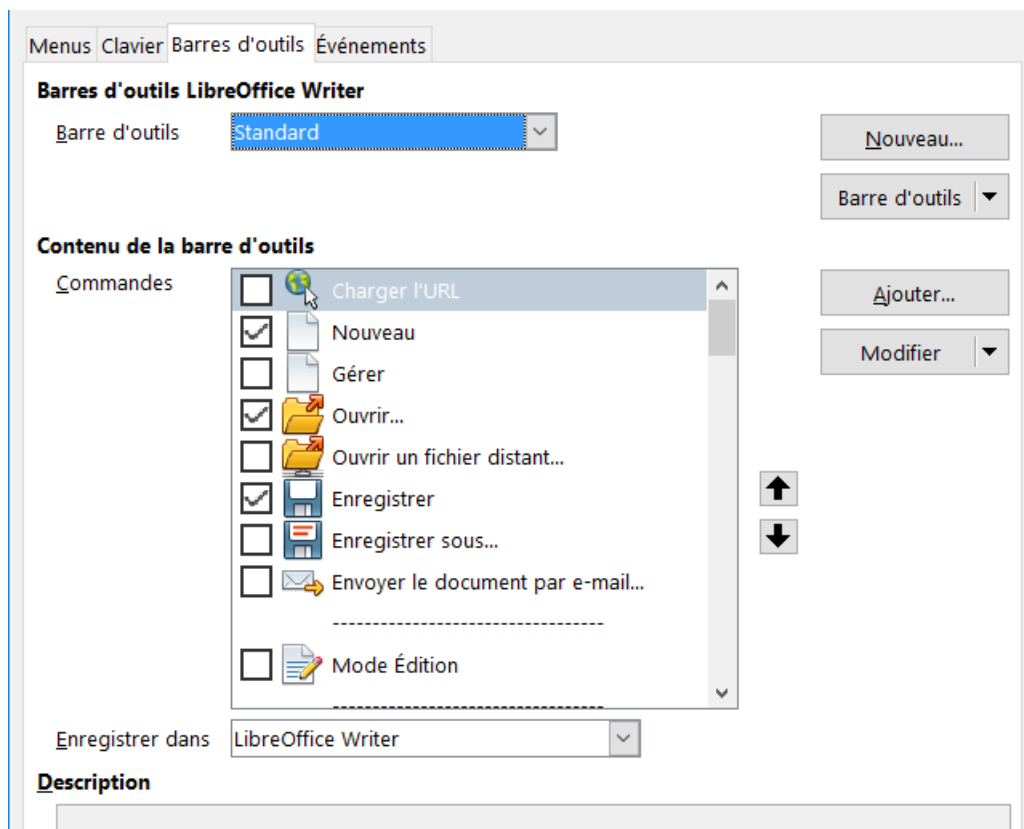 Menus Clavier Barres d'outils Événements
Barres d'outils LibreOffice Writer
Barre d'outils Standard
Nouveau...
Barre d'outils
Contenu de la barre d'outils
Commandes
Charger l'URL
Ajouter...
Nouveau
Modifier
Gérer
Ouvrir...
Ouvrir un fichier distant...
Enregistrer
Enregistrer sous...
Envoyer le document par e-mail...
---------------------------------
Mode Édition
---------------------------------
Enregistrer dans LibreOffice Writer
Description